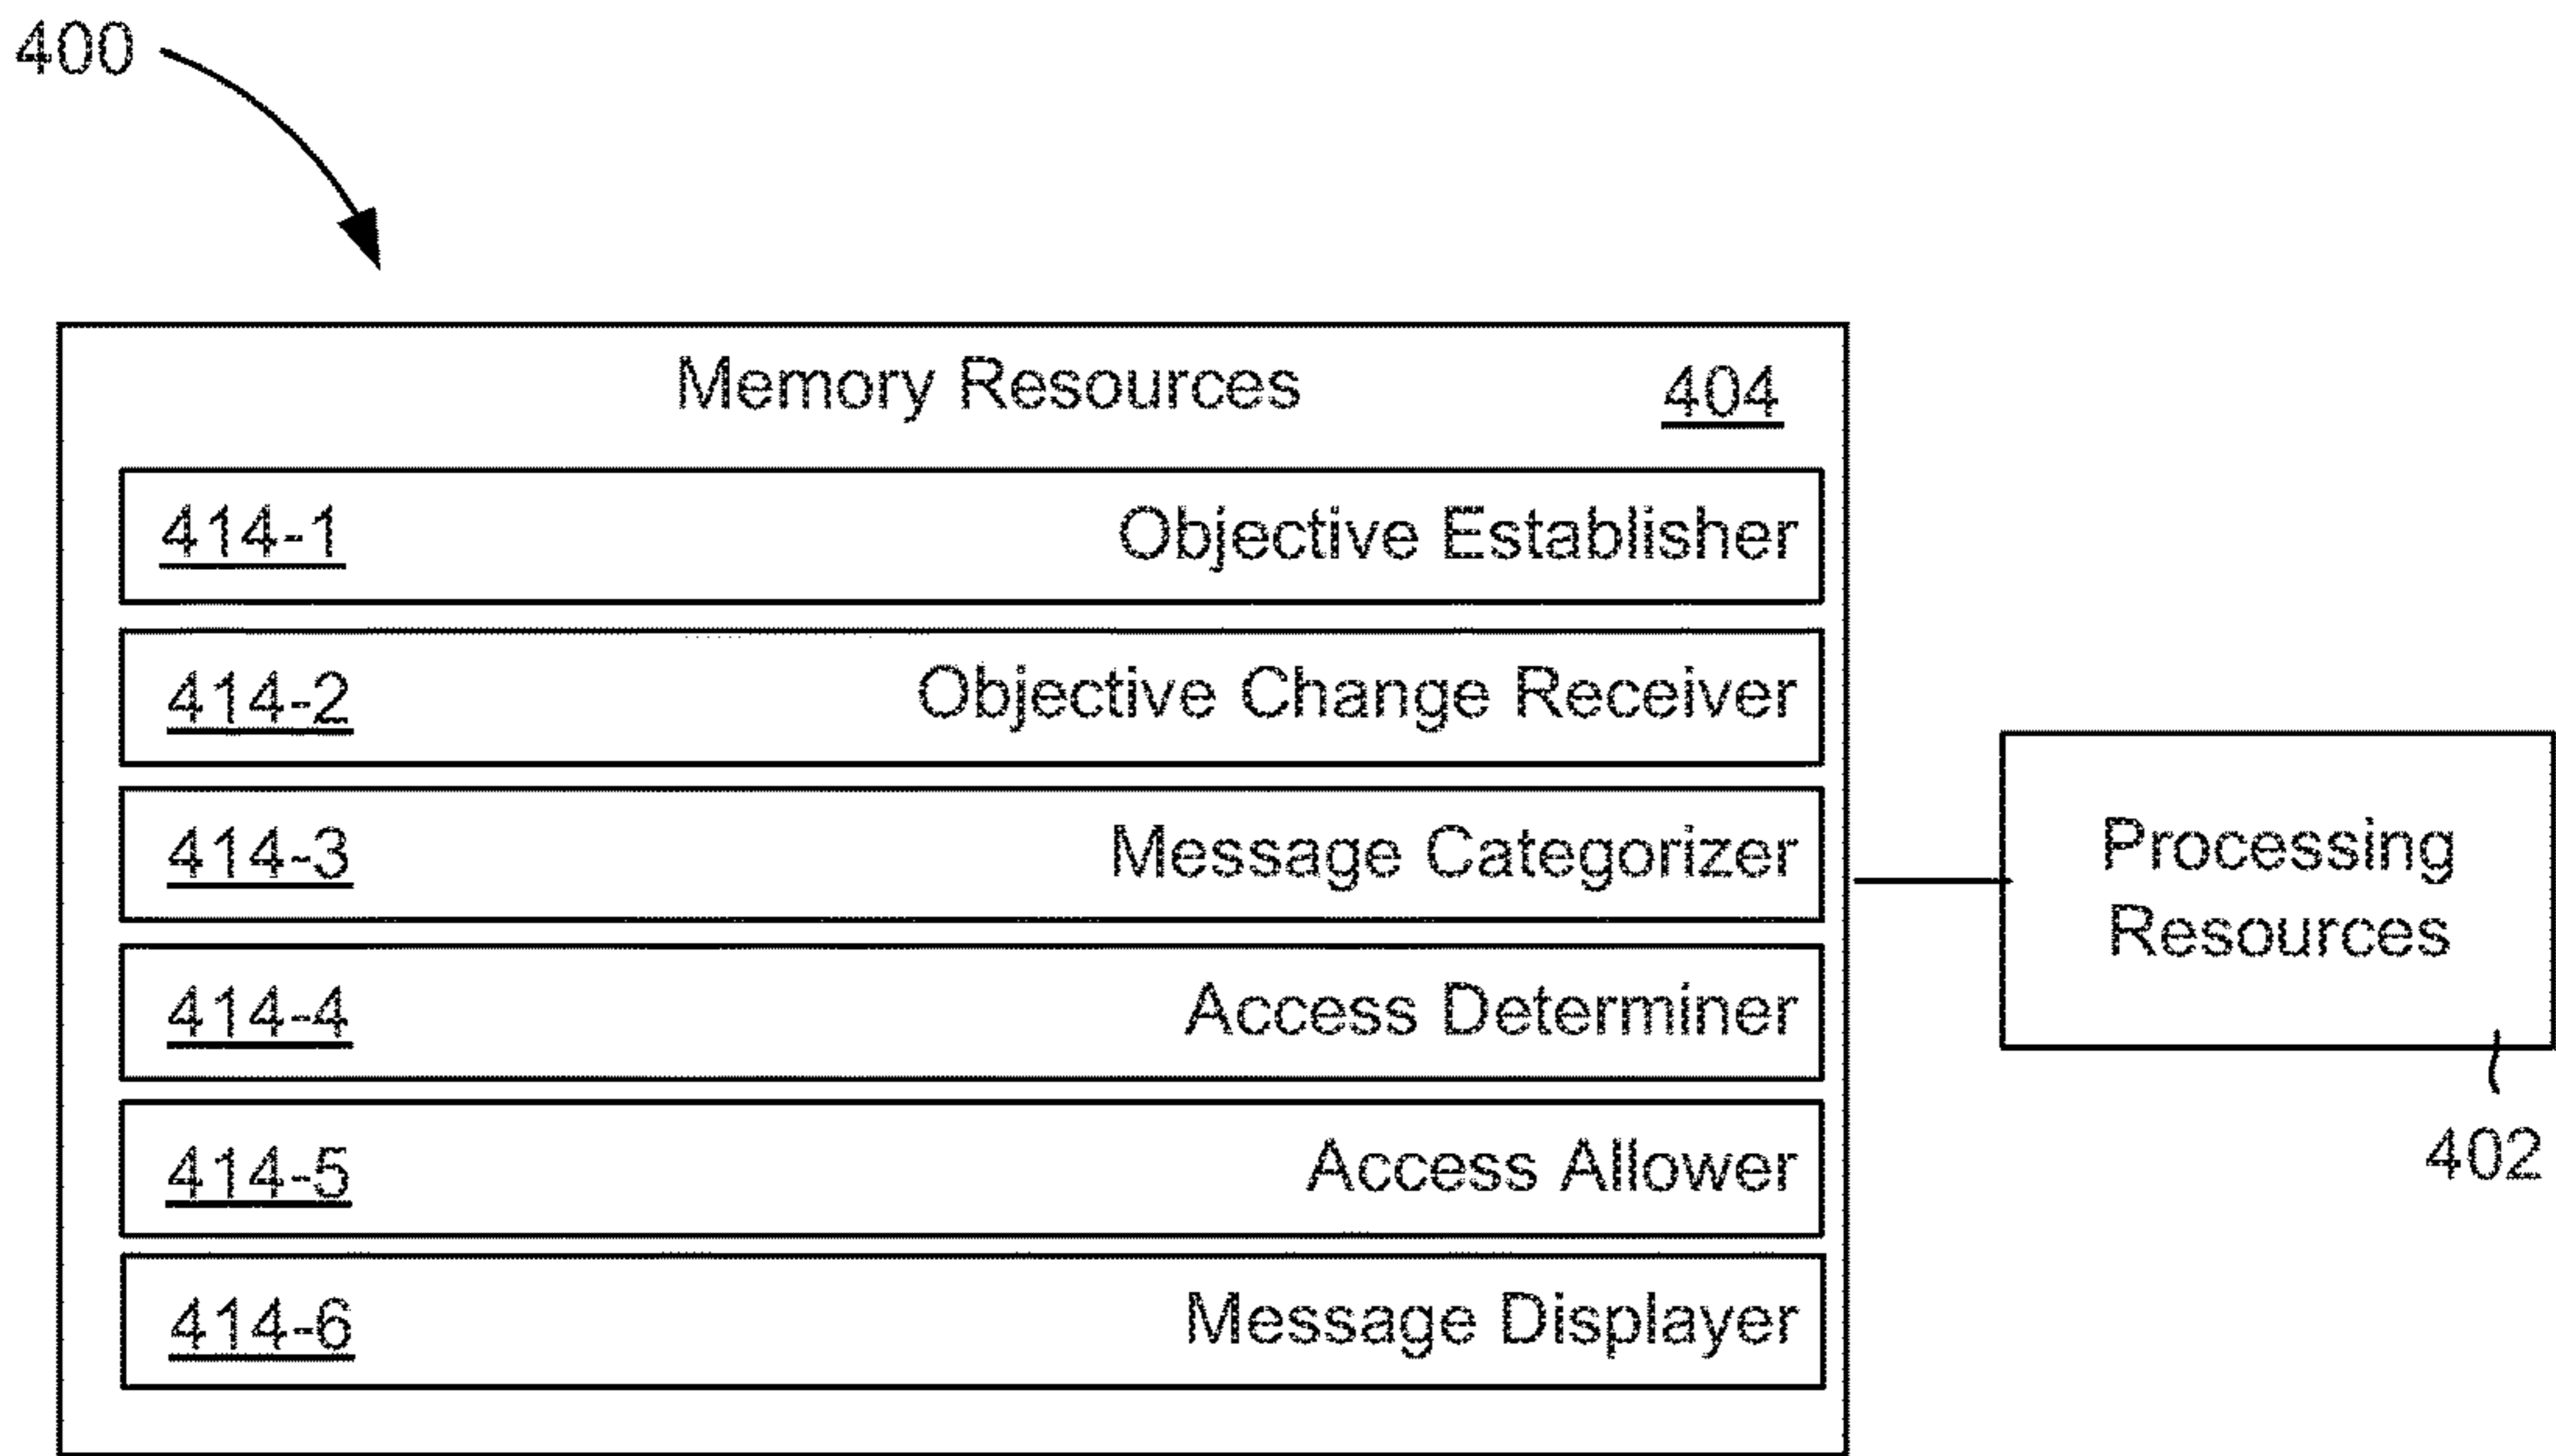 400
Memory Resources 404
414-1 Objective Establisher
414-2 Objective Change Receiver
414-3 Message Categorizer
414-4 Access Determiner
414-5 Access Allower
414-6 Message Displayer
Processing
Resources
402